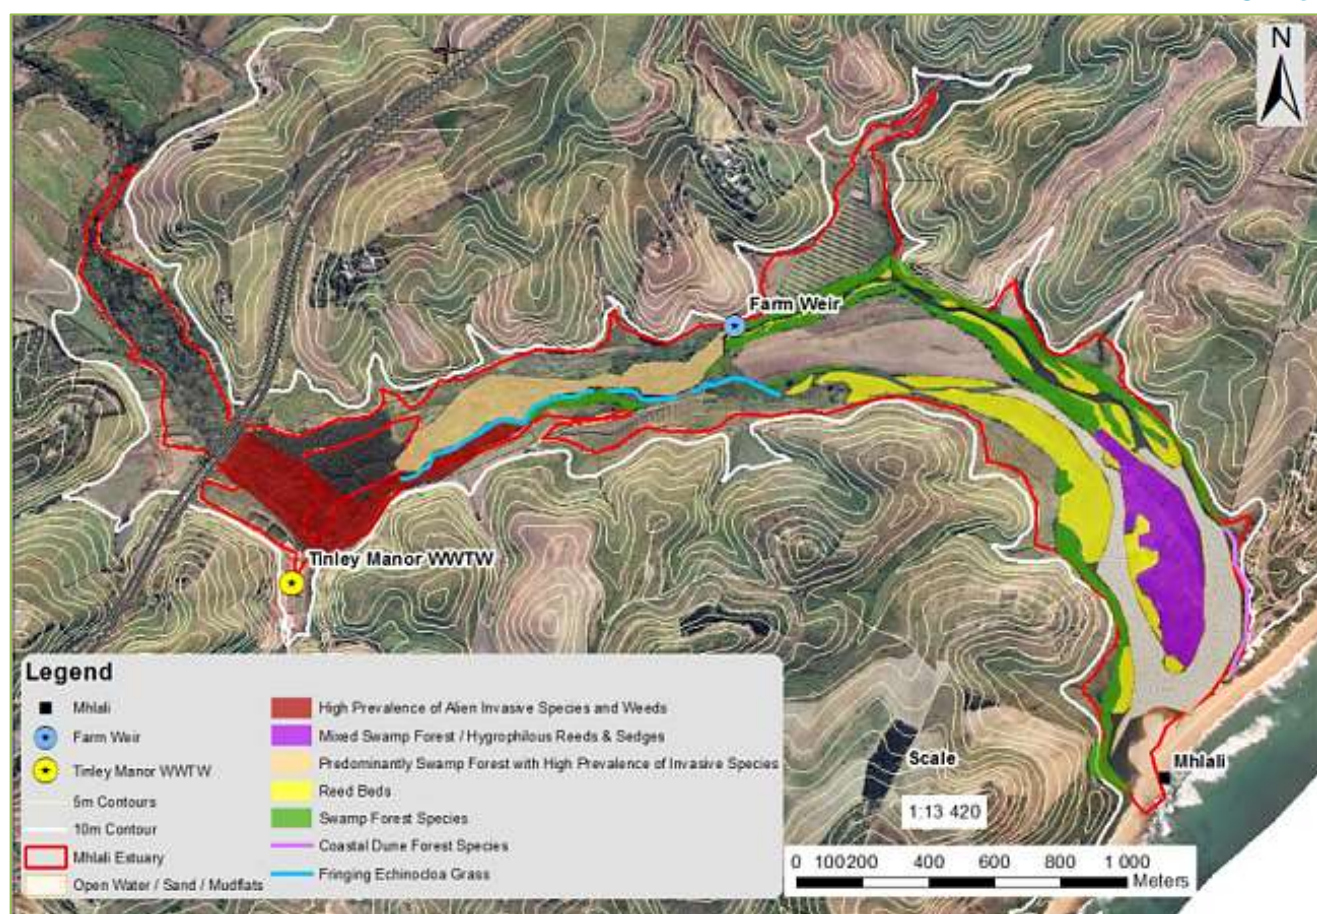 N
Farm Weir
Tinley Manor WWTW
Mhlali
Scale
1:13 420
0 100200 400 600 800 1 000
Meters
Legend
Mhlali
Farm Weir
Tinley Manor WWTW
5m Contours
10m Contour
Mhlali Estuary
Open Water / Sand / Mudflats
High Prevalence of Alien Invasive Species and Weeds
Mixed Swamp Forest / Hygrophilous Reeds & Sedges
Predominantly Swamp Forest with High Prevalence of Invasive Species
Reed Beds
Swamp Forest Species
Coastal Dune Forest Species
Fringing Echinocloa Grass